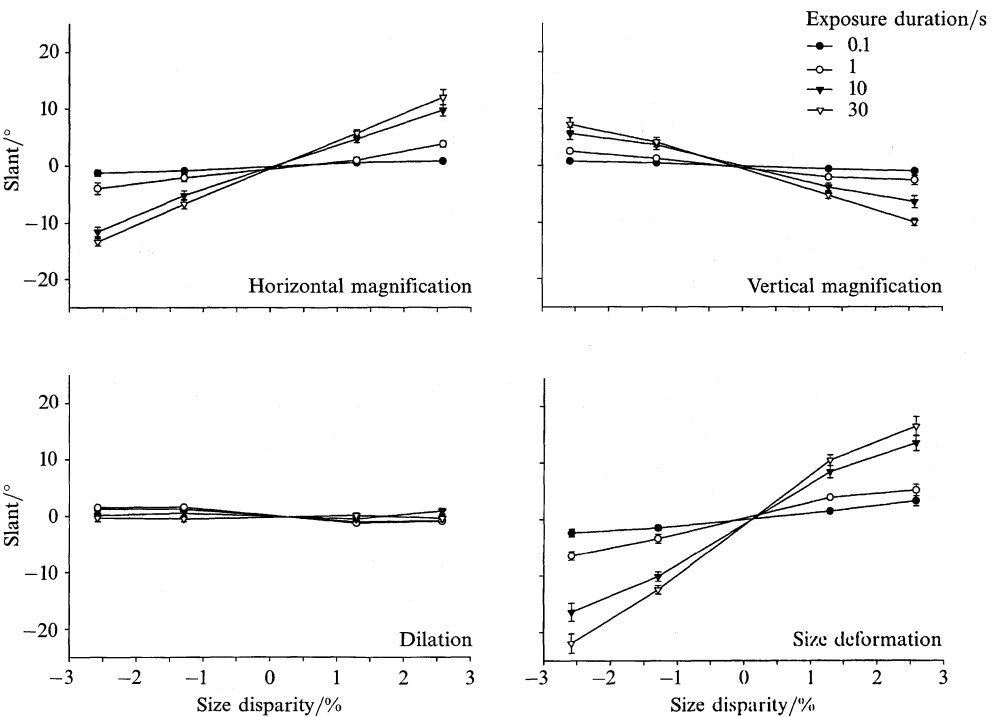 Exposure duration/s
0.1
1
10
30
Slant/°
20
10
0
−10
−20
Horizontal magnification
Vertical magnification
Slant/°
20
10
0
−10
−20
Dilation
Size deformation
−3 −2 −1 0 1 2 3
−3 −2 −1 0 1 2 3
Size disparity/%
Size disparity/%